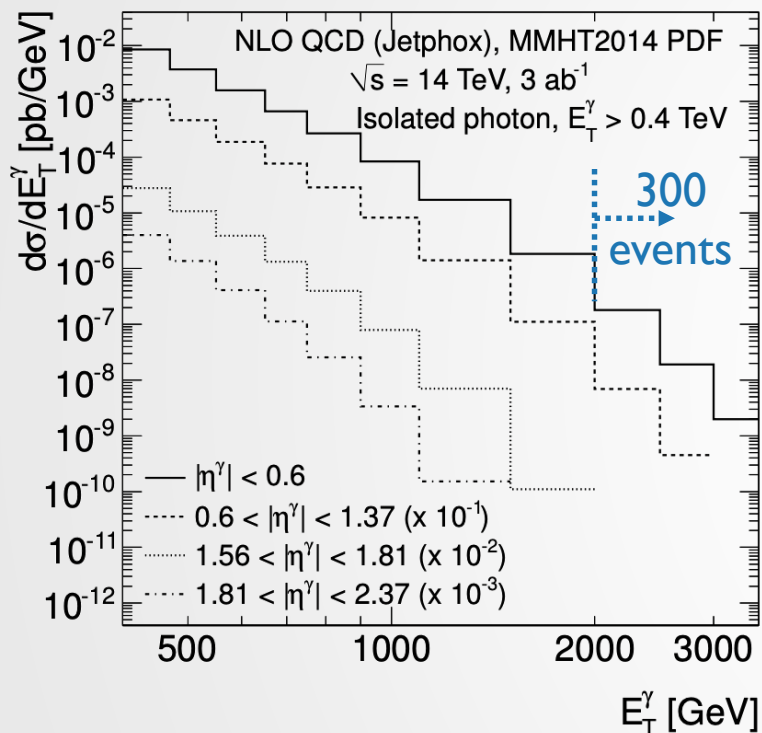 NLO QCD (Jetphox), MMHT2014 PDF
√s = 14 TeV, 3 ab⁻¹
Isolated photon, E_T^γ > 0.4 TeV
dσ/dE_T^γ [pb/GeV]
10⁻²
10⁻³
10⁻⁴
10⁻⁵
10⁻⁶
10⁻⁷
10⁻⁸
10⁻⁹
10⁻¹⁰
10⁻¹¹
10⁻¹²
300
events
|η^γ| < 0.6
0.6 < |η^γ| < 1.37 (x 10⁻¹)
1.56 < |η^γ| < 1.81 (x 10⁻²)
1.81 < |η^γ| < 2.37 (x 10⁻³)
500 1000 2000 3000
E_T^γ [GeV]